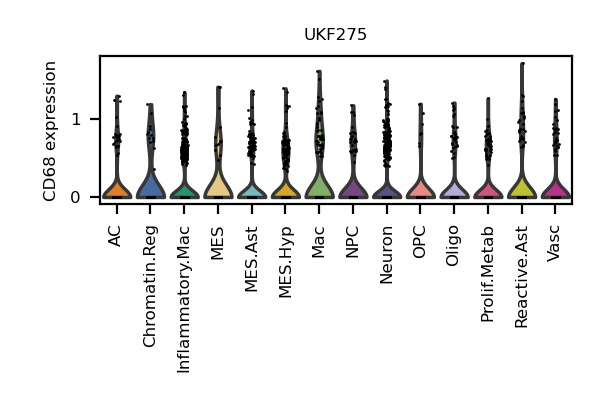 UKF275
CD68 expression
1
0
AC
Chromatin.Reg
Inflammatory.Mac
MES
MES.Ast
MES.Hyp
Mac
NPC
Neuron
OPC
Oligo
Prolif.Metab
Reactive.Ast
Vasc